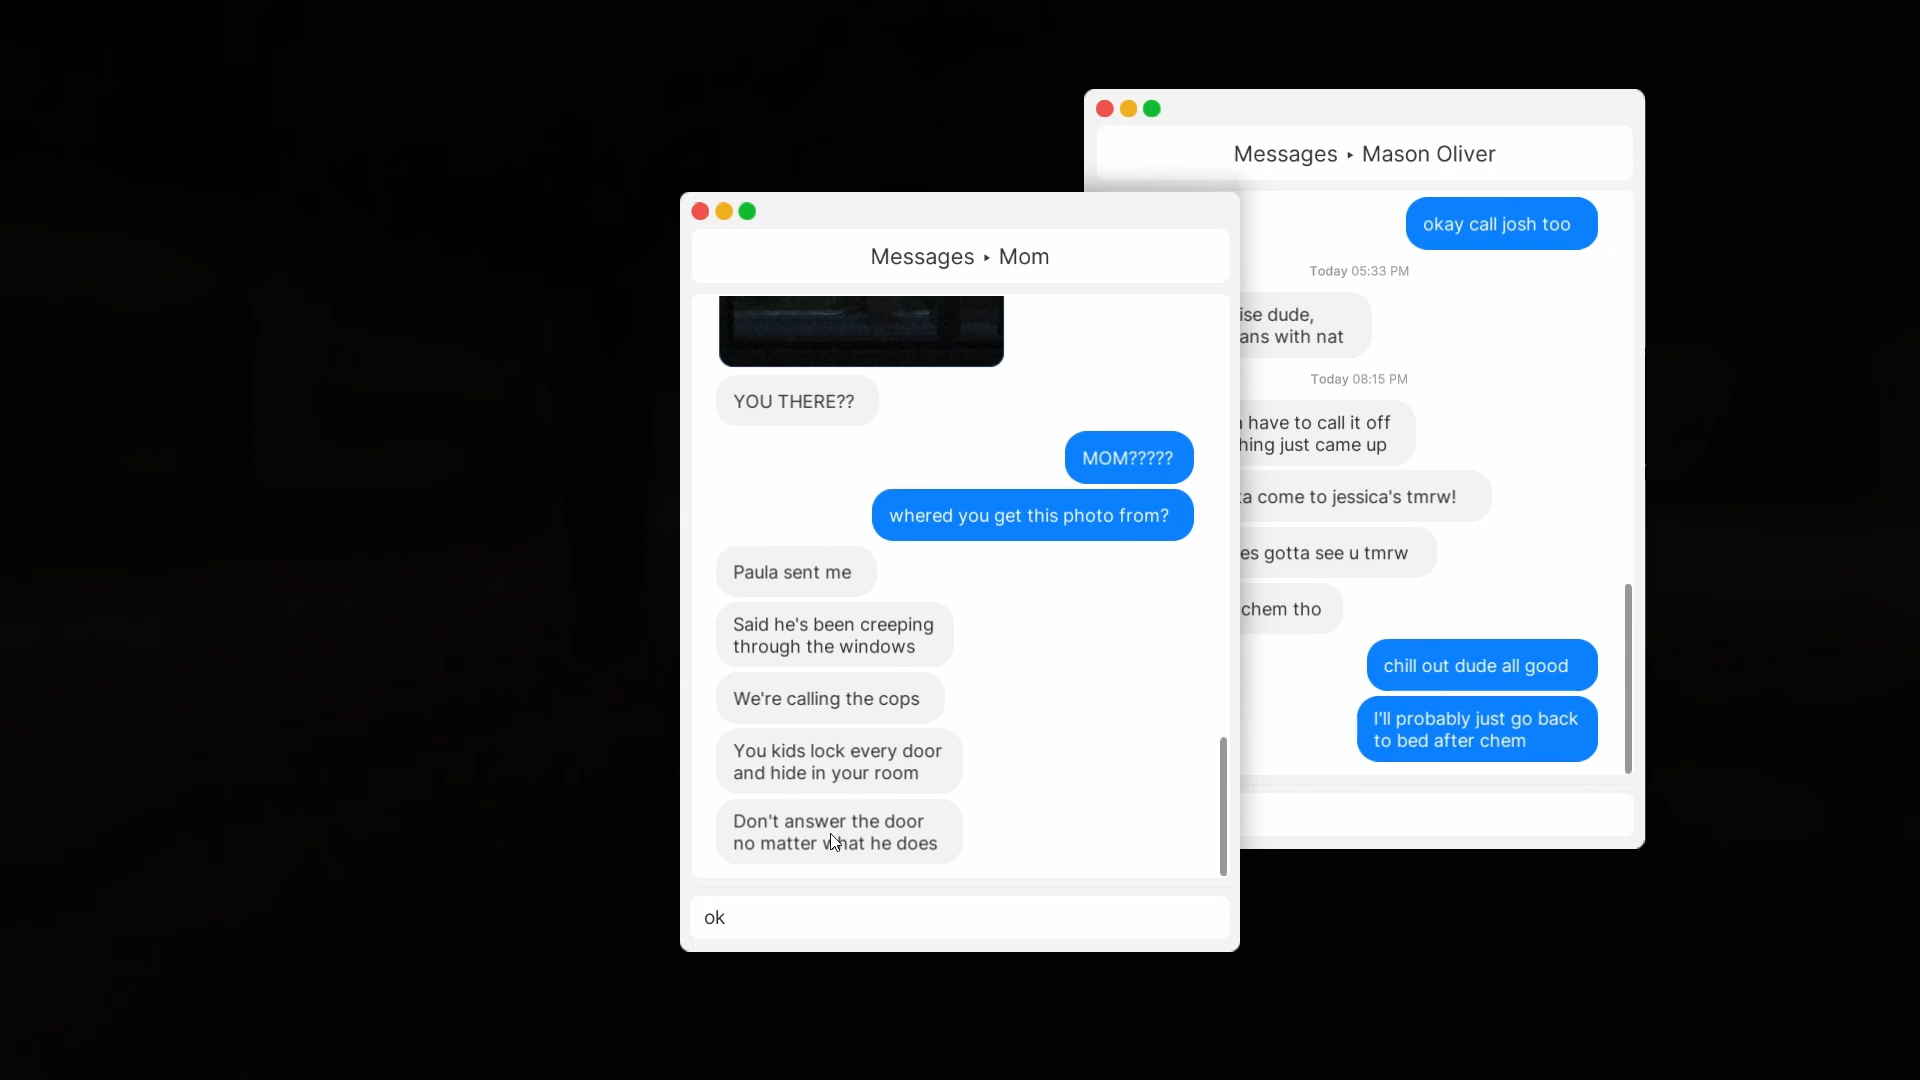 Messages ▸ Mason Oliver
okay call josh too
Today 05:33 PM
ise dude,
ans with nat
Today 08:15 PM
have to call it off
hing just came up
ta come to jessica's tmrw!
es gotta see u tmrw
chem tho
chill out dude all good
I'll probably just go back
to bed after chem
Messages ▸ Mom
YOU THERE??
MOM?????
whered you get this photo from?
Paula sent me
Said he's been creeping
through the windows
We're calling the cops
You kids lock every door
and hide in your room
Don't answer the door
no matter what he does
ok